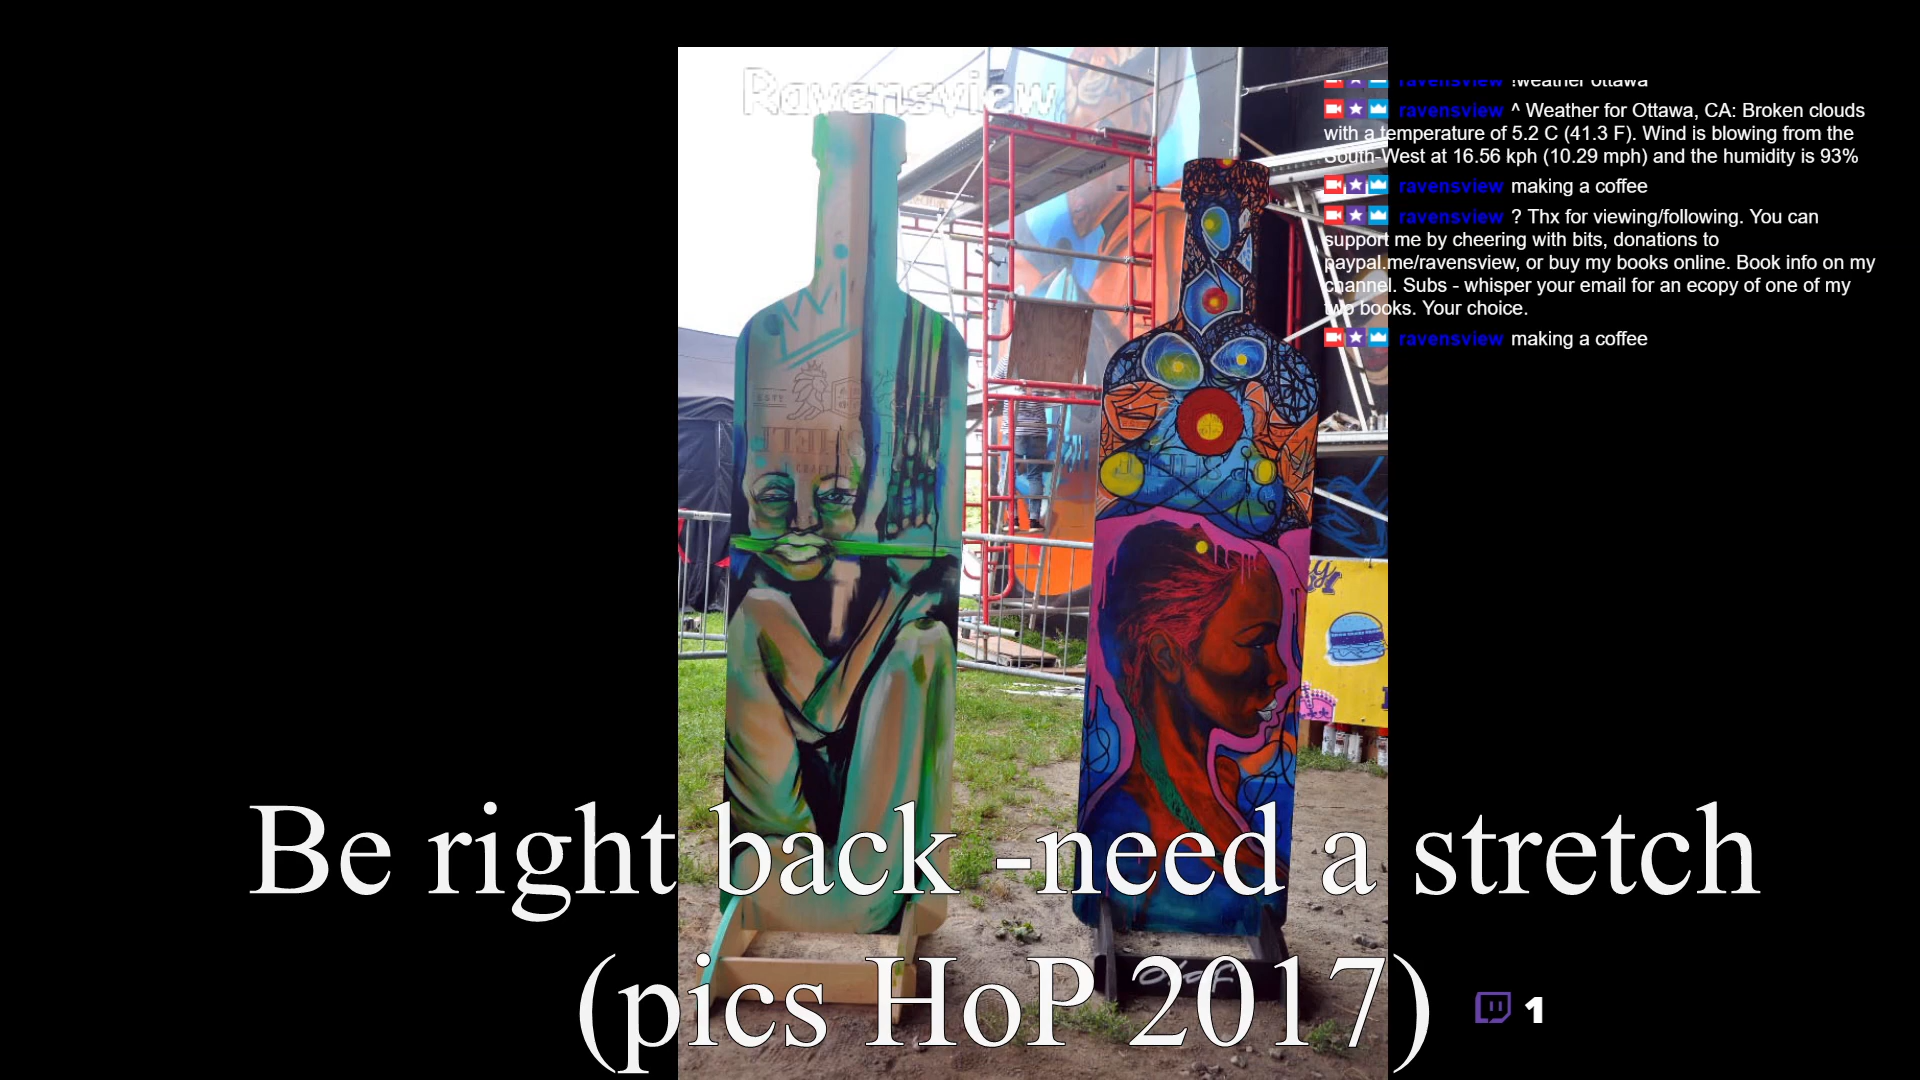 Ravensview
ravensview !weather ottawa
ravensview ^ Weather for Ottawa, CA: Broken clouds
with a temperature of 5.2 C (41.3 F). Wind is blowing from the
South-West at 16.56 kph (10.29 mph) and the humidity is 93%
ravensview making a coffee
ravensview ? Thx for viewing/following. You can
support me by cheering with bits, donations to
paypal.me/ravensview, or buy my books online. Book info on my
channel. Subs - whisper your email for an ecopy of one of my
two books. Your choice.
ravensview making a coffee
ESTD
Be right back -need a stretch
(pics HoP 2017)
1